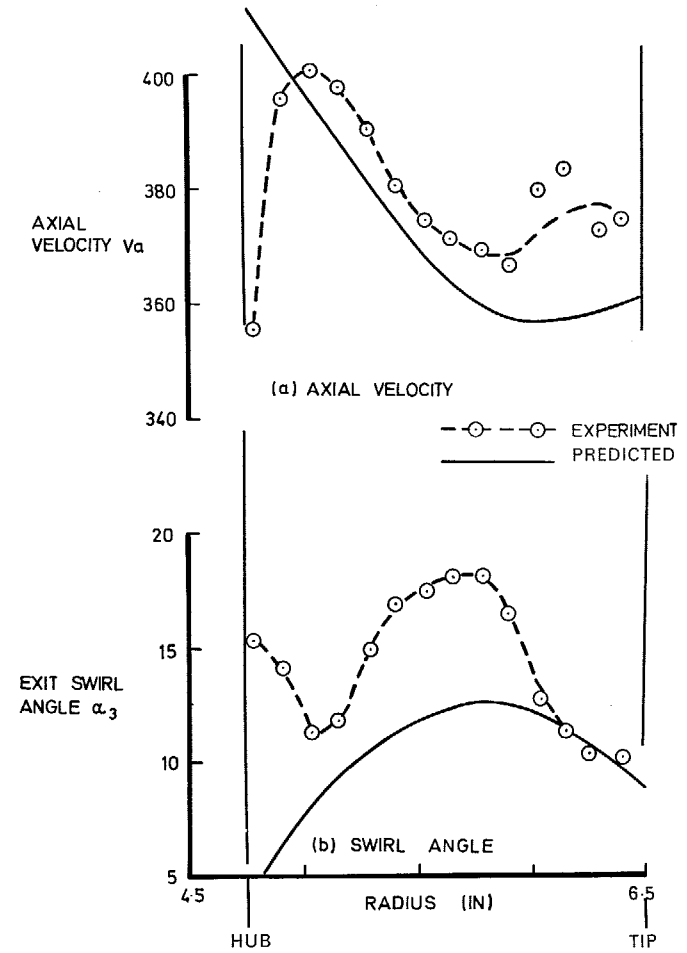 400
380
AXIAL
VELOCITY Va
360
(a) AXIAL VELOCITY
340
EXPERIMENT
PREDICTED
20
15
EXIT SWIRL
ANGLE α3
10
(b) SWIRL ANGLE
5
4·5
RADIUS (IN)
6·5
HUB
TIP